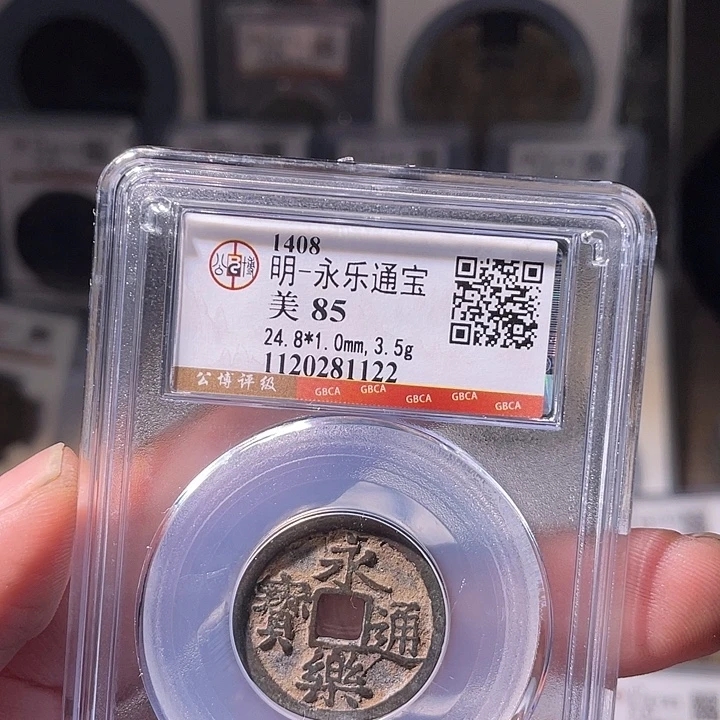 1408
明-永乐通宝
美 85
24.8*1.0mm,3.5g
1120281122
公博评级
GBCA GBCA GBCA GBCA GBCA
永樂通寶